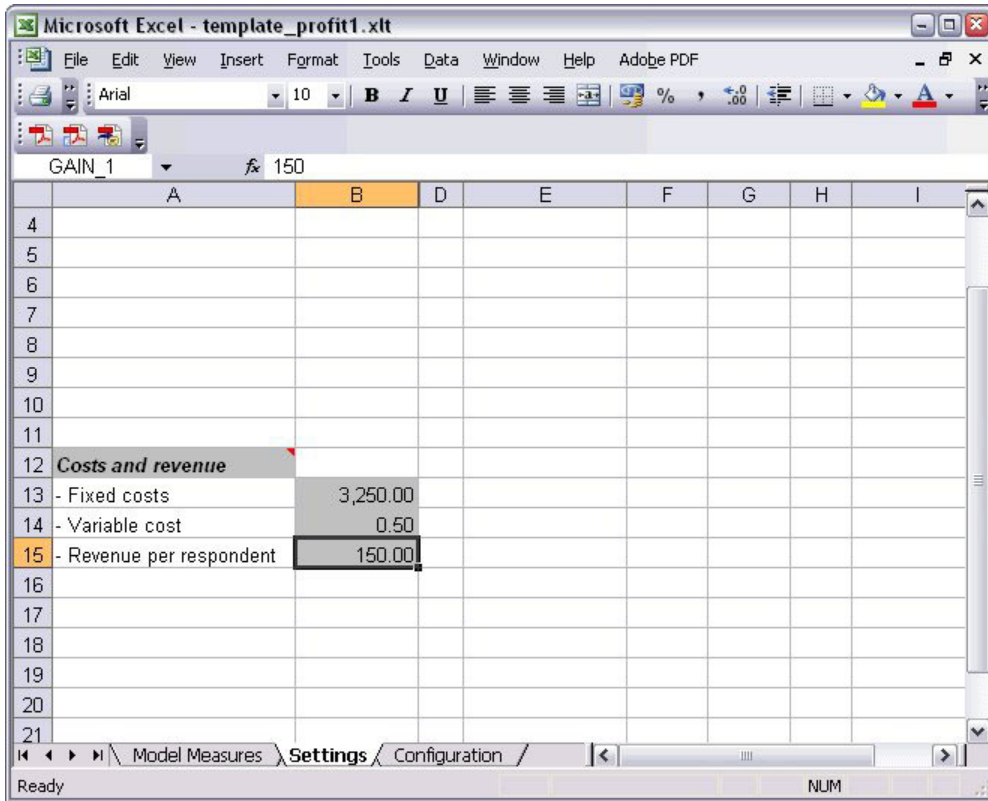 Microsoft Excel - template_profit1.xlt
File Edit View Insert Format Tools Data Window Help Adobe PDF
Arial 10 B I U % , .00 A
GAIN_1 fx 150
A B D E F G H I
4
5
6
7
8
9
10
11
12 Costs and revenue
13 - Fixed costs 3,250.00
14 - Variable cost 0.50
15 - Revenue per respondent 150.00
16
17
18
19
20
21
Model Measures Settings Configuration
Ready NUM